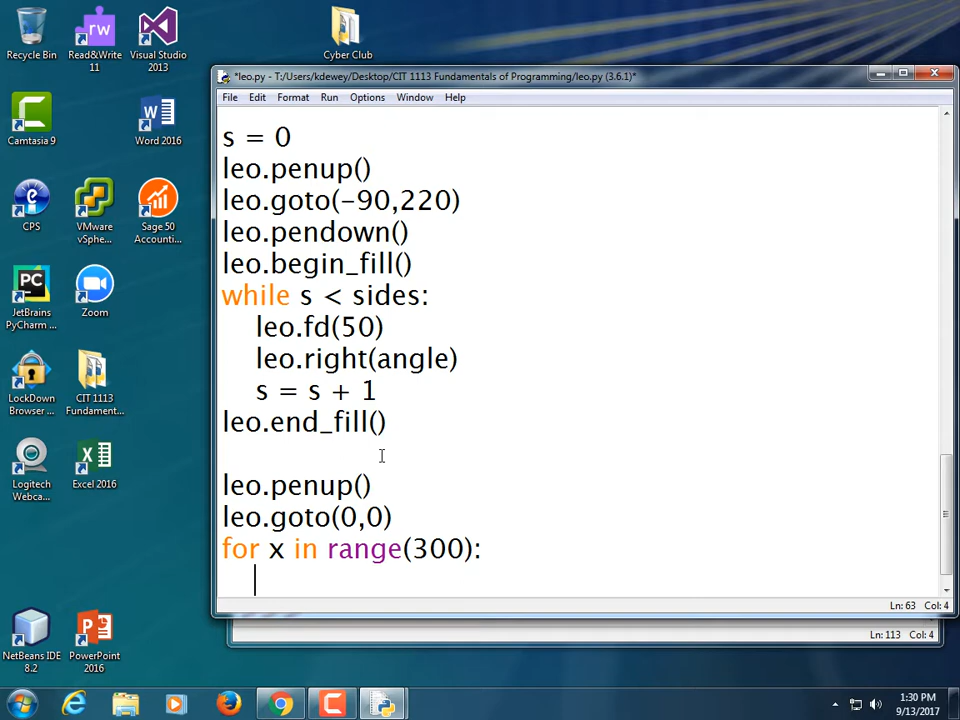 Recycle Bin
Read&Write 11
Visual Studio 2013
Cyber Club
Camtasia 9
Word 2016
CPS
VMware vSphe...
Sage 50 Accounti...
JetBrains PyCharm ...
Zoom
LockDown Browser ...
CIT 1113 Fundament...
Logitech Webca...
Excel 2016
NetBeans IDE 8.2
PowerPoint 2016
*leo.py - T:/Users/kdewey/Desktop/CIT 1113 Fundamentals of Programming/leo.py (3.6.1)*
File Edit Format Run Options Window Help
s = 0
leo.penup()
leo.goto(-90,220)
leo.pendown()
leo.begin_fill()
while s < sides:
    leo.fd(50)
    leo.right(angle)
    s = s + 1
leo.end_fill()
leo.penup()
leo.goto(0,0)
for x in range(300):
Ln: 63 Col: 4
Ln: 113 Col: 4
1:30 PM
9/13/2017